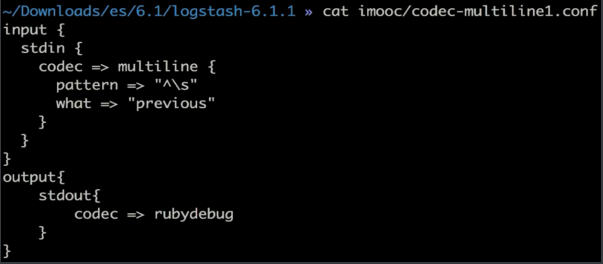 ~/Downloads/es/6.1/logstash-6.1.1 » cat imooc/codec-multiline1.conf
input {
  stdin {
    codec => multiline {
      pattern => "^\s"
      what => "previous"
    }
  }
}
output{
    stdout{
        codec => rubydebug
    }
}